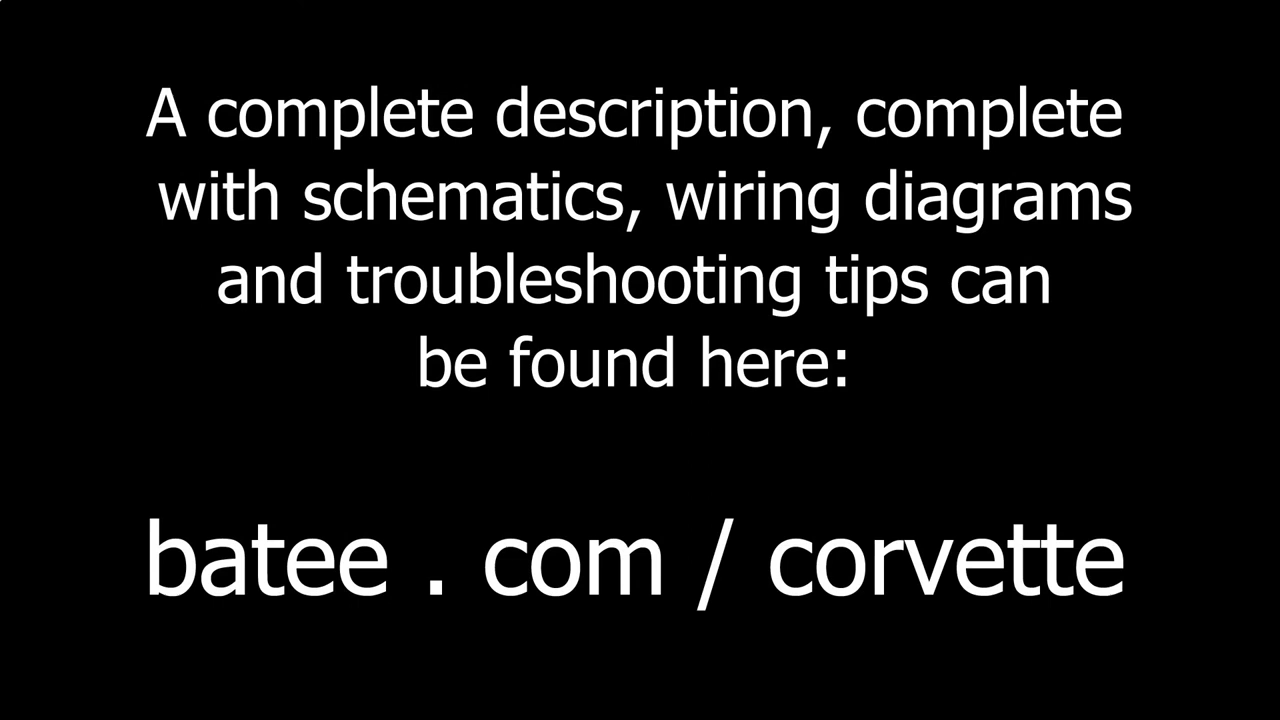 A complete description, complete
with schematics, wiring diagrams
and troubleshooting tips can
be found here:
batee . com / corvette